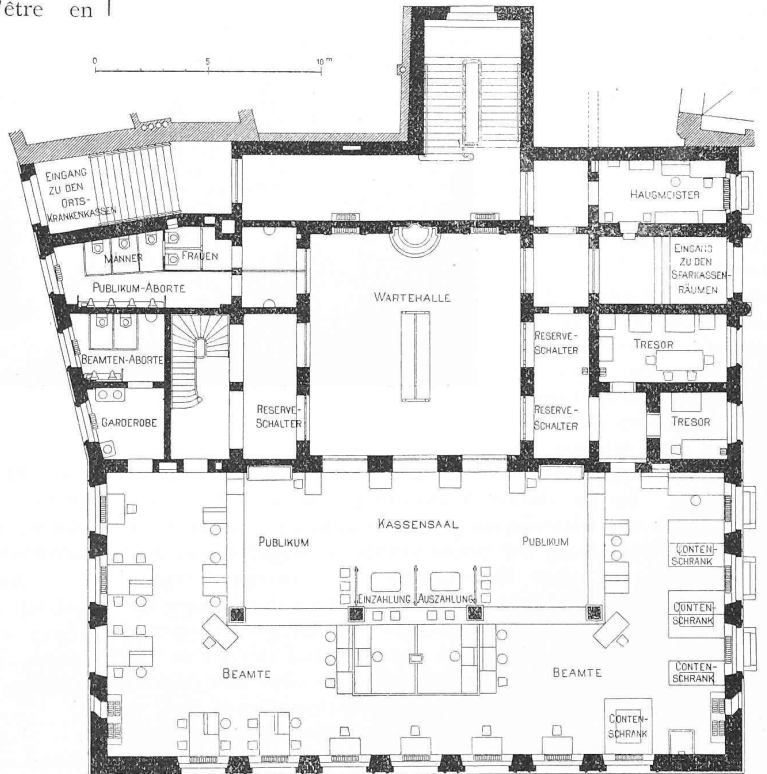 'être en
0 5 10 m
EINGANG
ZU DEN
ORTS-
KRANKENKASSEN
HAUSMEISTER
MÄNNER
FRAUEN
PUBLIKUM-ABORTE
EINGANG
ZU DEN
SPARKASSEN-
RÄUMEN
WARTEHALLE
BEAMTEN-ABORTE
RESERVE-
SCHALTER
TRESOR
GARDEROBE
RESERVE-
SCHALTER
RESERVE-
SCHALTER
TRESOR
KASSENSAAL
PUBLIKUM
PUBLIKUM
CONTEN-
SCHRANK
EINZAHLUNG
AUSZAHLUNG
CONTEN-
SCHRANK
BEAMTE
BEAMTE
CONTEN-
SCHRANK
CONTEN-
SCHRANK